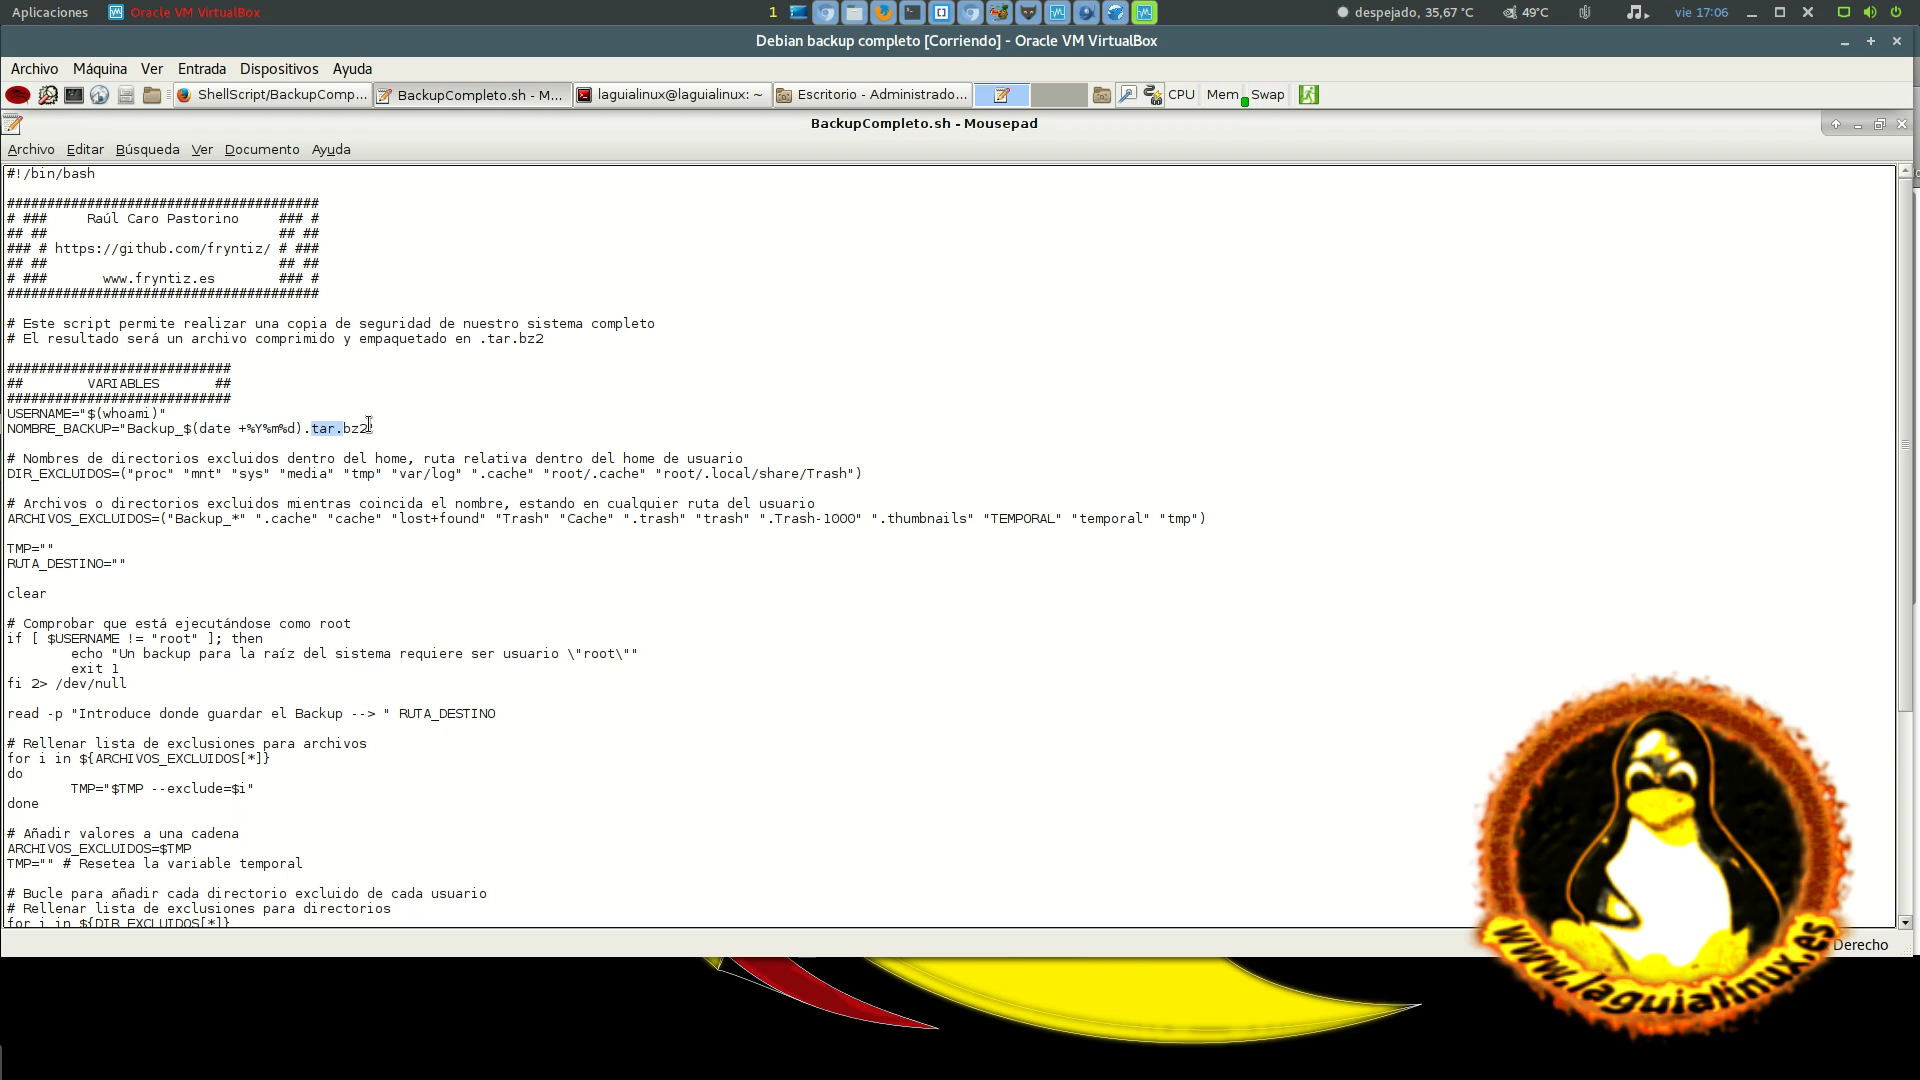 Aplicaciones Oracle VM VirtualBox 1 despejado, 35,67 °C 49°C vie 17:06
Debian backup completo [Corriendo] - Oracle VM VirtualBox
Archivo Máquina Ver Entrada Dispositivos Ayuda
ShellScript/BackupComp... BackupCompleto.sh - M... laguialinux@laguialinux: ~ Escritorio - Administrado... CPU Mem Swap
BackupCompleto.sh - Mousepad
Archivo Editar Búsqueda Ver Documento Ayuda
#!/bin/bash
#######################################
# ###     Raúl Caro Pastorino     ### #
## ##                             ## ##
### # https://github.com/fryntiz/ # ###
## ##                             ## ##
# ###       www.fryntiz.es        ### #
#######################################
# Este script permite realizar una copia de seguridad de nuestro sistema completo
# El resultado será un archivo comprimido y empaquetado en .tar.bz2
############################
##        VARIABLES       ##
############################
USERNAME="$(whoami)"
NOMBRE_BACKUP="Backup_$(date +%Y%m%d).tar.bz2"
# Nombres de directorios excluidos dentro del home, ruta relativa dentro del home de usuario
DIR_EXCLUIDOS=("proc" "mnt" "sys" "media" "tmp" "var/log" ".cache" "root/.cache" "root/.local/share/Trash")
# Archivos o directorios excluidos mientras coincida el nombre, estando en cualquier ruta del usuario
ARCHIVOS_EXCLUIDOS=("Backup_*" ".cache" "cache" "lost+found" "Trash" "Cache" ".trash" "trash" ".Trash-1000" ".thumbnails" "TEMPORAL" "temporal" "tmp")
TMP=""
RUTA_DESTINO=""
clear
# Comprobar que está ejecutándose como root
if [ $USERNAME != "root" ]; then
        echo "Un backup para la raíz del sistema requiere ser usuario \"root\""
        exit 1
fi 2> /dev/null
read -p "Introduce donde guardar el Backup --> " RUTA_DESTINO
# Rellenar lista de exclusiones para archivos
for i in ${ARCHIVOS_EXCLUIDOS[*]}
do
        TMP="$TMP --exclude=$i"
done
# Añadir valores a una cadena
ARCHIVOS_EXCLUIDOS=$TMP
TMP="" # Resetea la variable temporal
# Bucle para añadir cada directorio excluido de cada usuario
# Rellenar lista de exclusiones para directorios
for i in ${DIR_EXCLUIDOS[*]}
Derecho
www.laguialinux.es